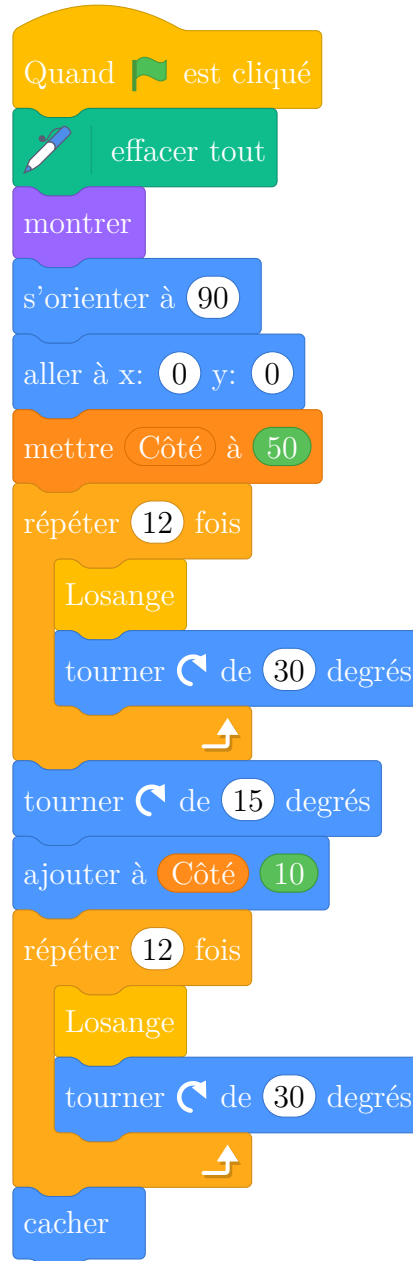 Quand est cliqué
effacer tout
montrer
s'orienter à 90
aller à x: 0 y: 0
mettre Côté à 50
répéter 12 fois
Losange
tourner de 30 degrés
tourner de 15 degrés
ajouter à Côté 10
répéter 12 fois
Losange
tourner de 30 degrés
cacher